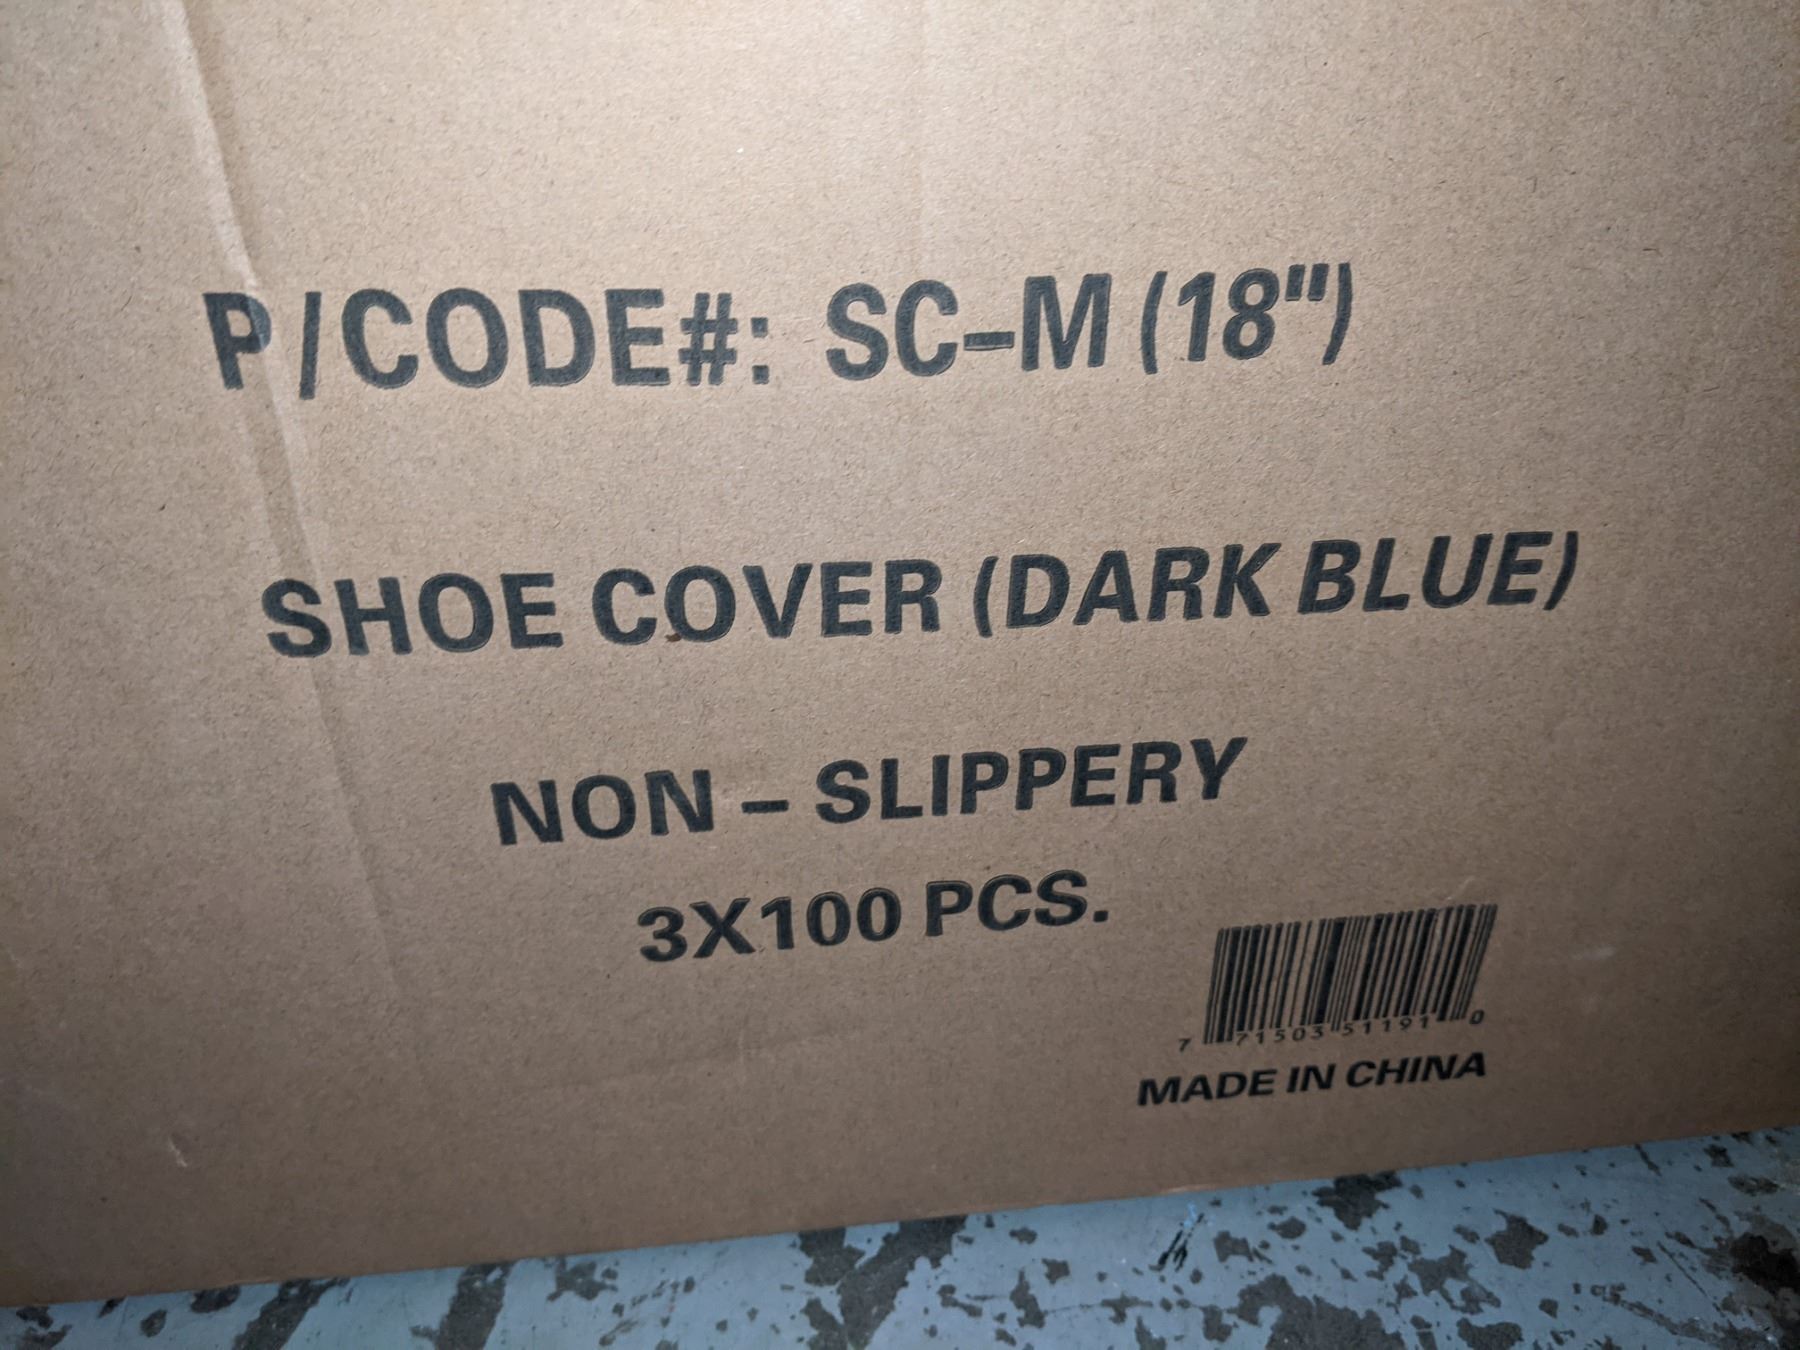 P/CODE#: SC-M (18")
SHOE COVER (DARK BLUE)
NON - SLIPPERY
3X100 PCS.
7 71503 51191 0
MADE IN CHINA